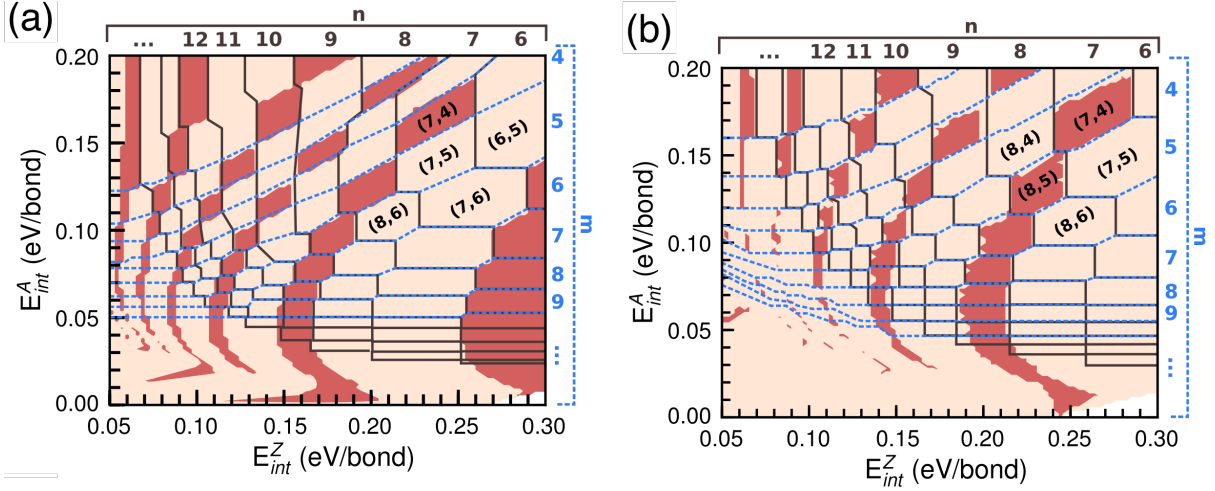 (a)
n
... 12 11 10 9 8 7 6
0.20
0.15
0.10
0.05
0.00
E^A_int (eV/bond)
(7,4)
(6,5)
(7,5)
(7,6)
(8,6)
4
5
6
7
8
9
...
m
0.05 0.10 0.15 0.20 0.25 0.30
E^Z_int (eV/bond)
(b)
n
... 12 11 10 9 8 7 6
0.20
0.15
0.10
0.05
0.00
E^A_int (eV/bond)
(7,4)
(8,4)
(7,5)
(8,5)
(8,6)
4
5
6
7
8
9
...
m
0.05 0.10 0.15 0.20 0.25 0.30
E^Z_int (eV/bond)